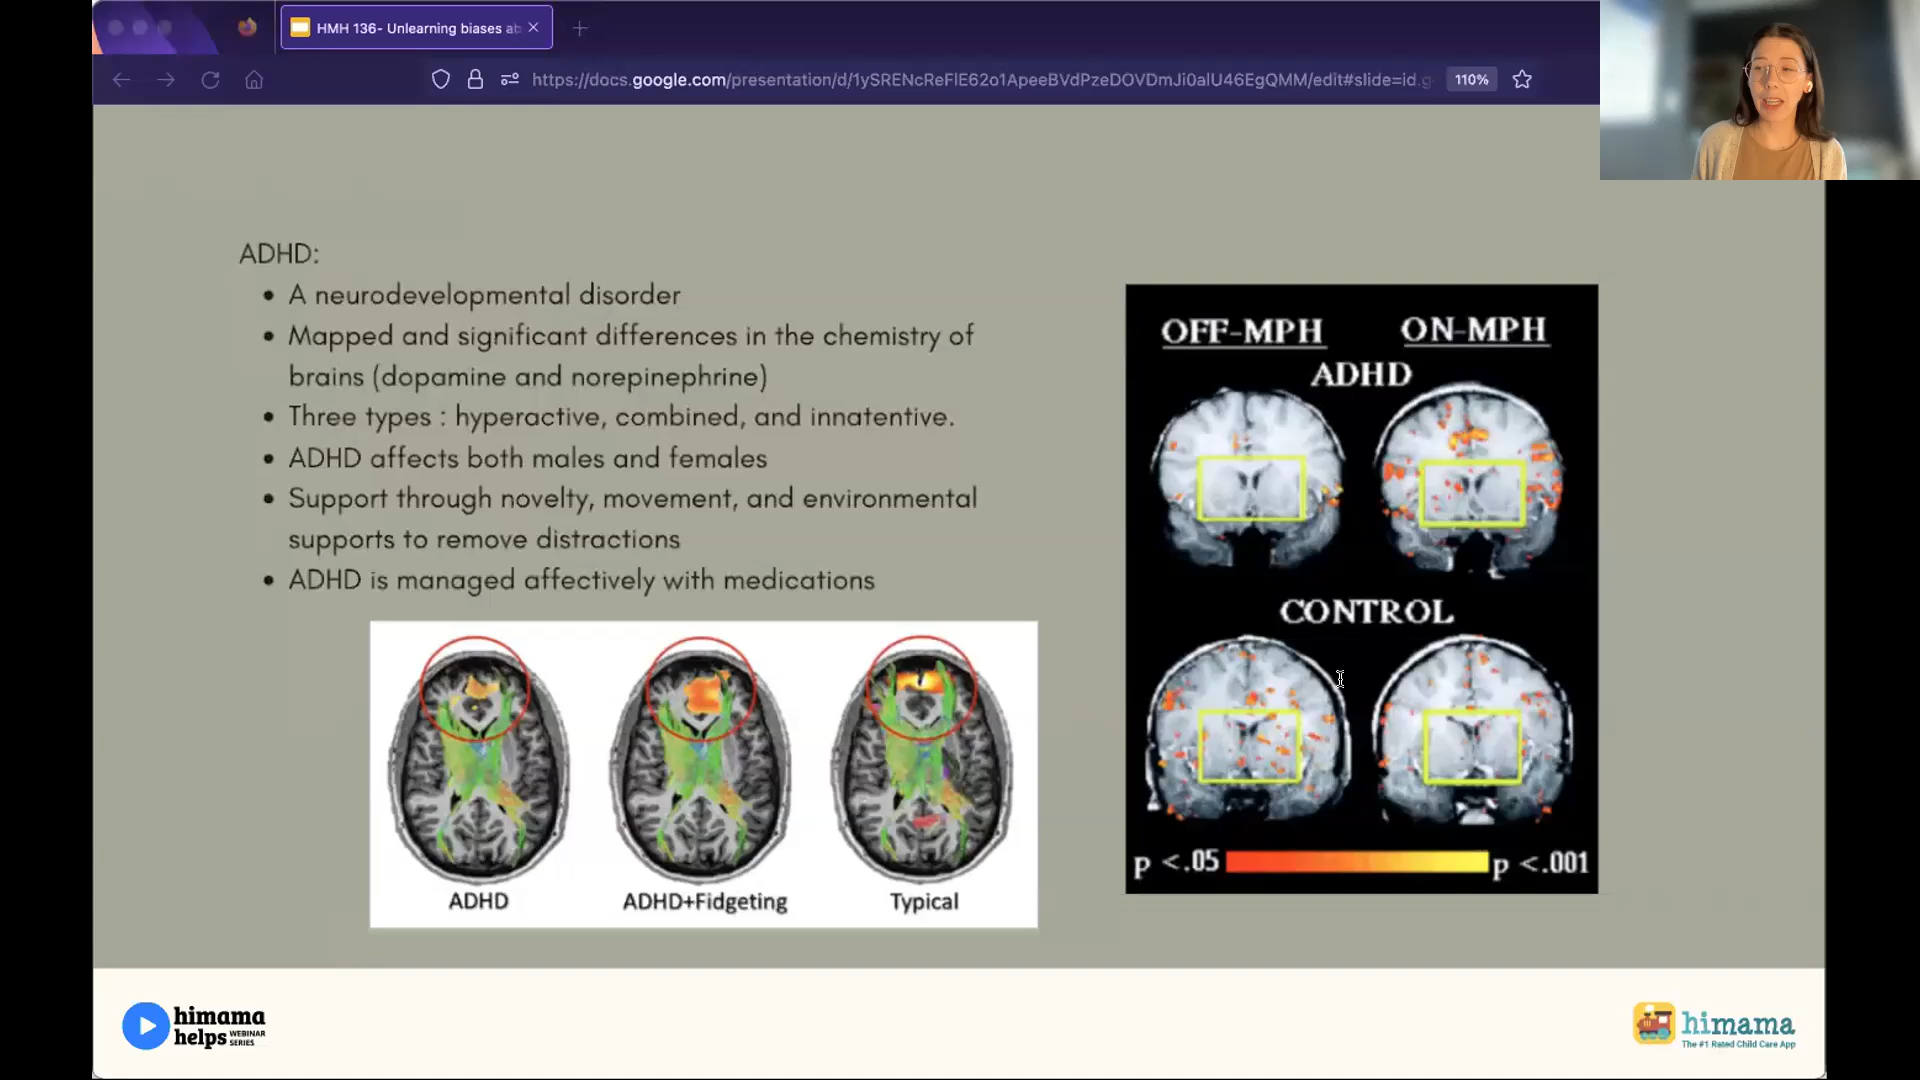 HMH 136- Unlearning biases ab
https://docs.google.com/presentation/d/1ySRENcReFlE62o1ApeeBVdPzeDOVDmJi0alU46EgQMM/edit#slide=id.g
110%
ADHD:
• A neurodevelopmental disorder
• Mapped and significant differences in the chemistry of
brains (dopamine and norepinephrine)
• Three types : hyperactive, combined, and innatentive.
• ADHD affects both males and females
• Support through novelty, movement, and environmental
supports to remove distractions
• ADHD is managed affectively with medications
ADHD
ADHD+Fidgeting
Typical
OFF-MPH ON-MPH
ADHD
CONTROL
p <.05 p <.001
himama
helps WEBINAR
SERIES
himama
The #1 Rated Child Care App